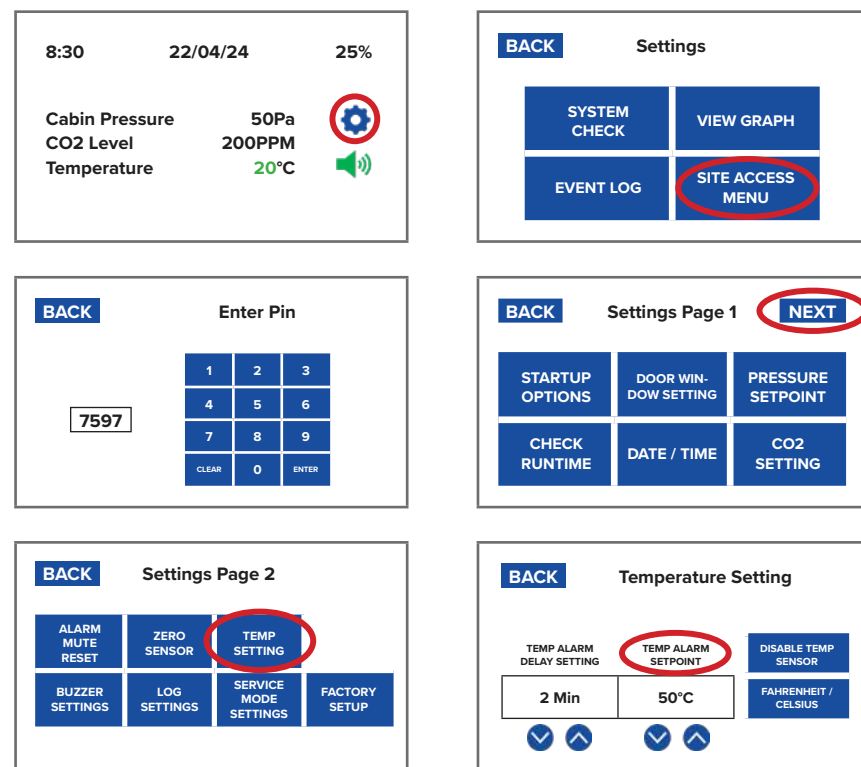 8:30 22/04/24 25%
Cabin Pressure 50Pa
CO2 Level 200PPM
Temperature 20°C
BACK Settings
SYSTEM
CHECK
VIEW GRAPH
EVENT LOG
SITE ACCESS
MENU
BACK Enter Pin
7597
1 2 3
4 5 6
7 8 9
CLEAR 0 ENTER
BACK Settings Page 1 NEXT
STARTUP
OPTIONS
DOOR WIN-
DOW SETTING
PRESSURE
SETPOINT
CHECK
RUNTIME
DATE / TIME
CO2
SETTING
BACK Settings Page 2
ALARM
MUTE
RESET
ZERO
SENSOR
TEMP
SETTING
BUZZER
SETTINGS
LOG
SETTINGS
SERVICE
MODE
SETTINGS
FACTORY
SETUP
BACK Temperature Setting
TEMP ALARM
DELAY SETTING
TEMP ALARM
SETPOINT
DISABLE TEMP
SENSOR
2 Min
50°C
FAHRENHEIT /
CELSIUS